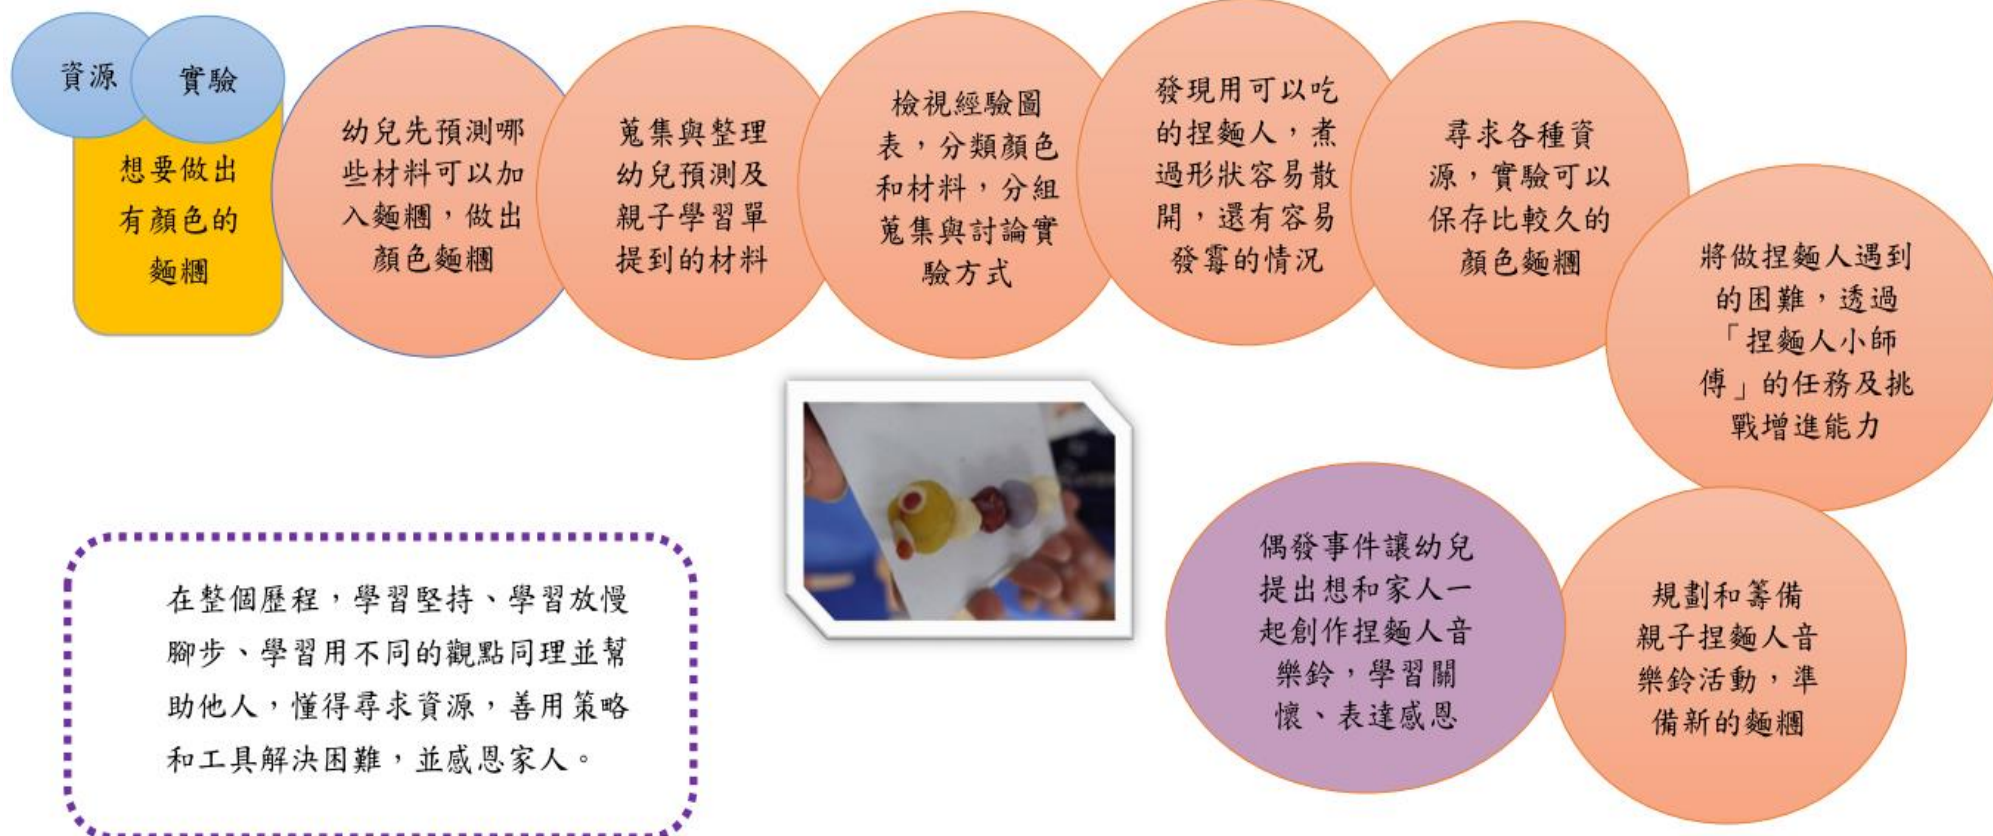 資源
實驗
想要做出
有顏色的
麵糰
幼兒先預測哪
些材料可以加
入麵糰，做出
顏色麵糰
蒐集與整理
幼兒預測及
親子學習單
提到的材料
檢視經驗圖
表，分類顏色
和材料，分組
蒐集與討論實
驗方式
發現用可以吃
的捏麵人，煮
過形狀容易散
開，還有容易
發霉的情況
尋求各種資
源，實驗可以
保存比較久的
顏色麵糰
將做捏麵人遇到
的困難，透過
「捏麵人小師
傅」的任務及挑
戰增進能力
規劃和籌備
親子捏麵人音
樂鈴活動，準
備新的麵糰
偶發事件讓幼兒
提出想和家人一
起創作捏麵人音
樂鈴，學習關
懷、表達感恩
在整個歷程，學習堅持、學習放慢
腳步、學習用不同的觀點同理並幫
助他人，懂得尋求資源，善用策略
和工具解決困難，並感恩家人。